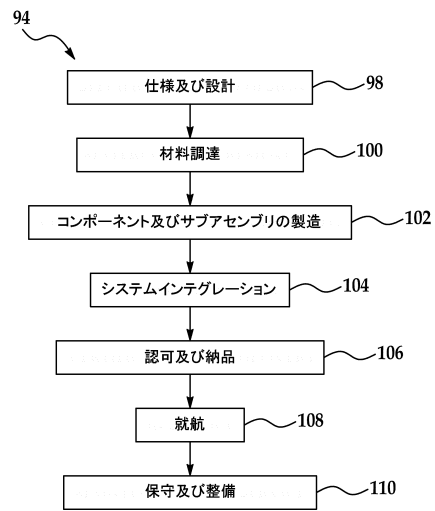 94
仕様及び設計
98
材料調達
100
コンポーネント及びサブアセンブリの製造
102
システムインテグレーション
104
認可及び納品
106
就航
108
保守及び整備
110